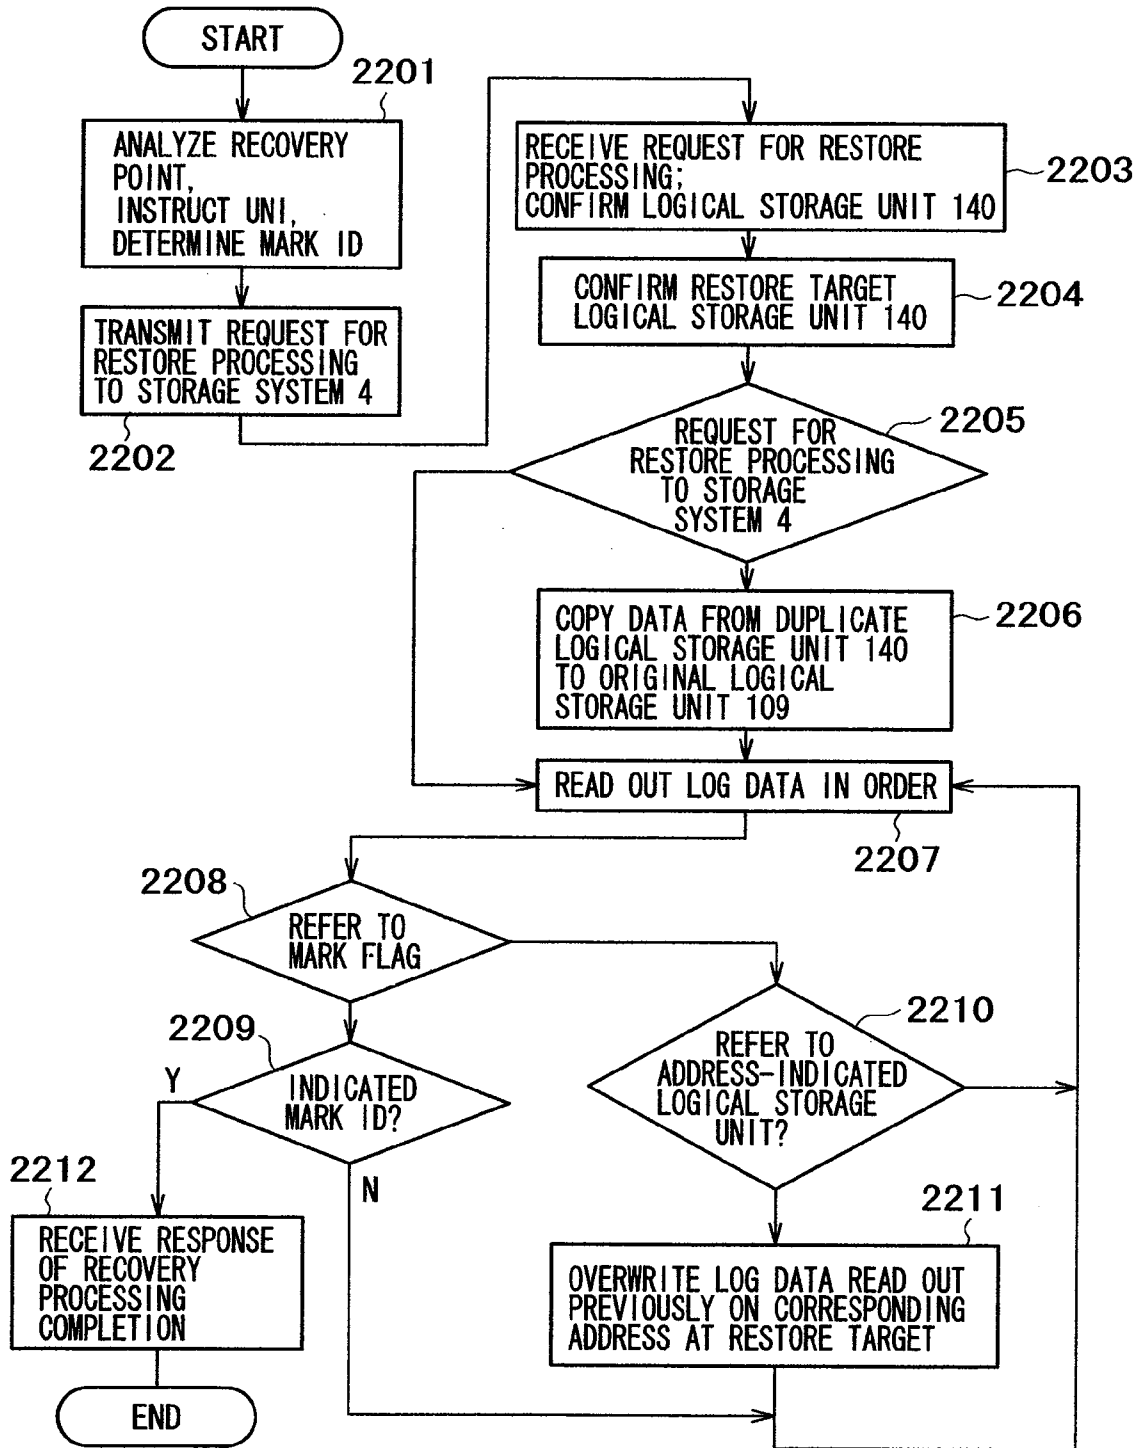 START
2201
ANALYZE RECOVERY
POINT,
INSTRUCT UNI,
DETERMINE MARK ID
TRANSMIT REQUEST FOR
RESTORE PROCESSING
TO STORAGE SYSTEM 4
2202
RECEIVE REQUEST FOR RESTORE
PROCESSING;
CONFIRM LOGICAL STORAGE UNIT 140
2203
CONFIRM RESTORE TARGET
LOGICAL STORAGE UNIT 140
2204
REQUEST FOR
RESTORE PROCESSING
TO STORAGE
SYSTEM 4
2205
COPY DATA FROM DUPLICATE
LOGICAL STORAGE UNIT 140
TO ORIGINAL LOGICAL
STORAGE UNIT 109
2206
READ OUT LOG DATA IN ORDER
2207
2208
REFER TO
MARK FLAG
2209
INDICATED
MARK ID?
Y
N
2210
REFER TO
ADDRESS-INDICATED
LOGICAL STORAGE
UNIT?
2211
OVERWRITE LOG DATA READ OUT
PREVIOUSLY ON CORRESPONDING
ADDRESS AT RESTORE TARGET
2212
RECEIVE RESPONSE
OF RECOVERY
PROCESSING
COMPLETION
END